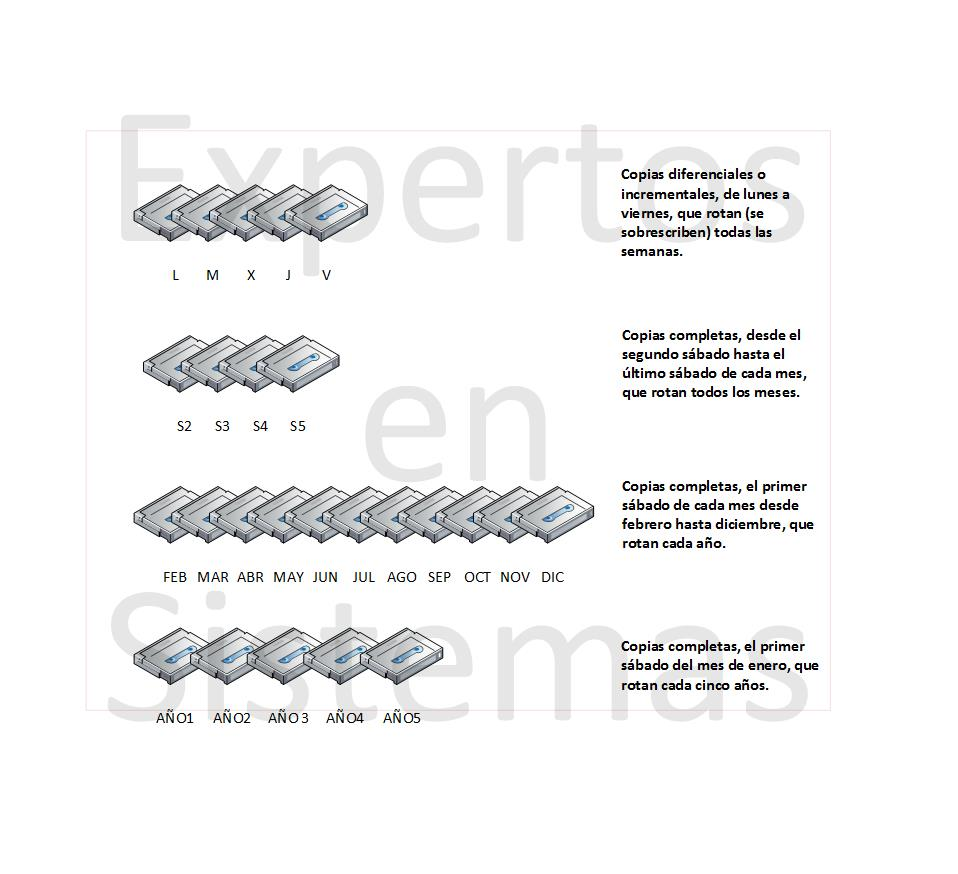 Expertos
en
Sistemas
Copias diferenciales o
incrementales, de lunes a
viernes, que rotan (se
sobrescriben) todas las
semanas.
L M X J V
Copias completas, desde el
segundo sábado hasta el
último sábado de cada mes,
que rotan todos los meses.
S2 S3 S4 S5
Copias completas, el primer
sábado de cada mes desde
febrero hasta diciembre, que
rotan cada año.
FEB MAR ABR MAY JUN JUL AGO SEP OCT NOV DIC
Copias completas, el primer
sábado del mes de enero, que
rotan cada cinco años.
AÑO1 AÑO2 AÑO 3 AÑO4 AÑO5